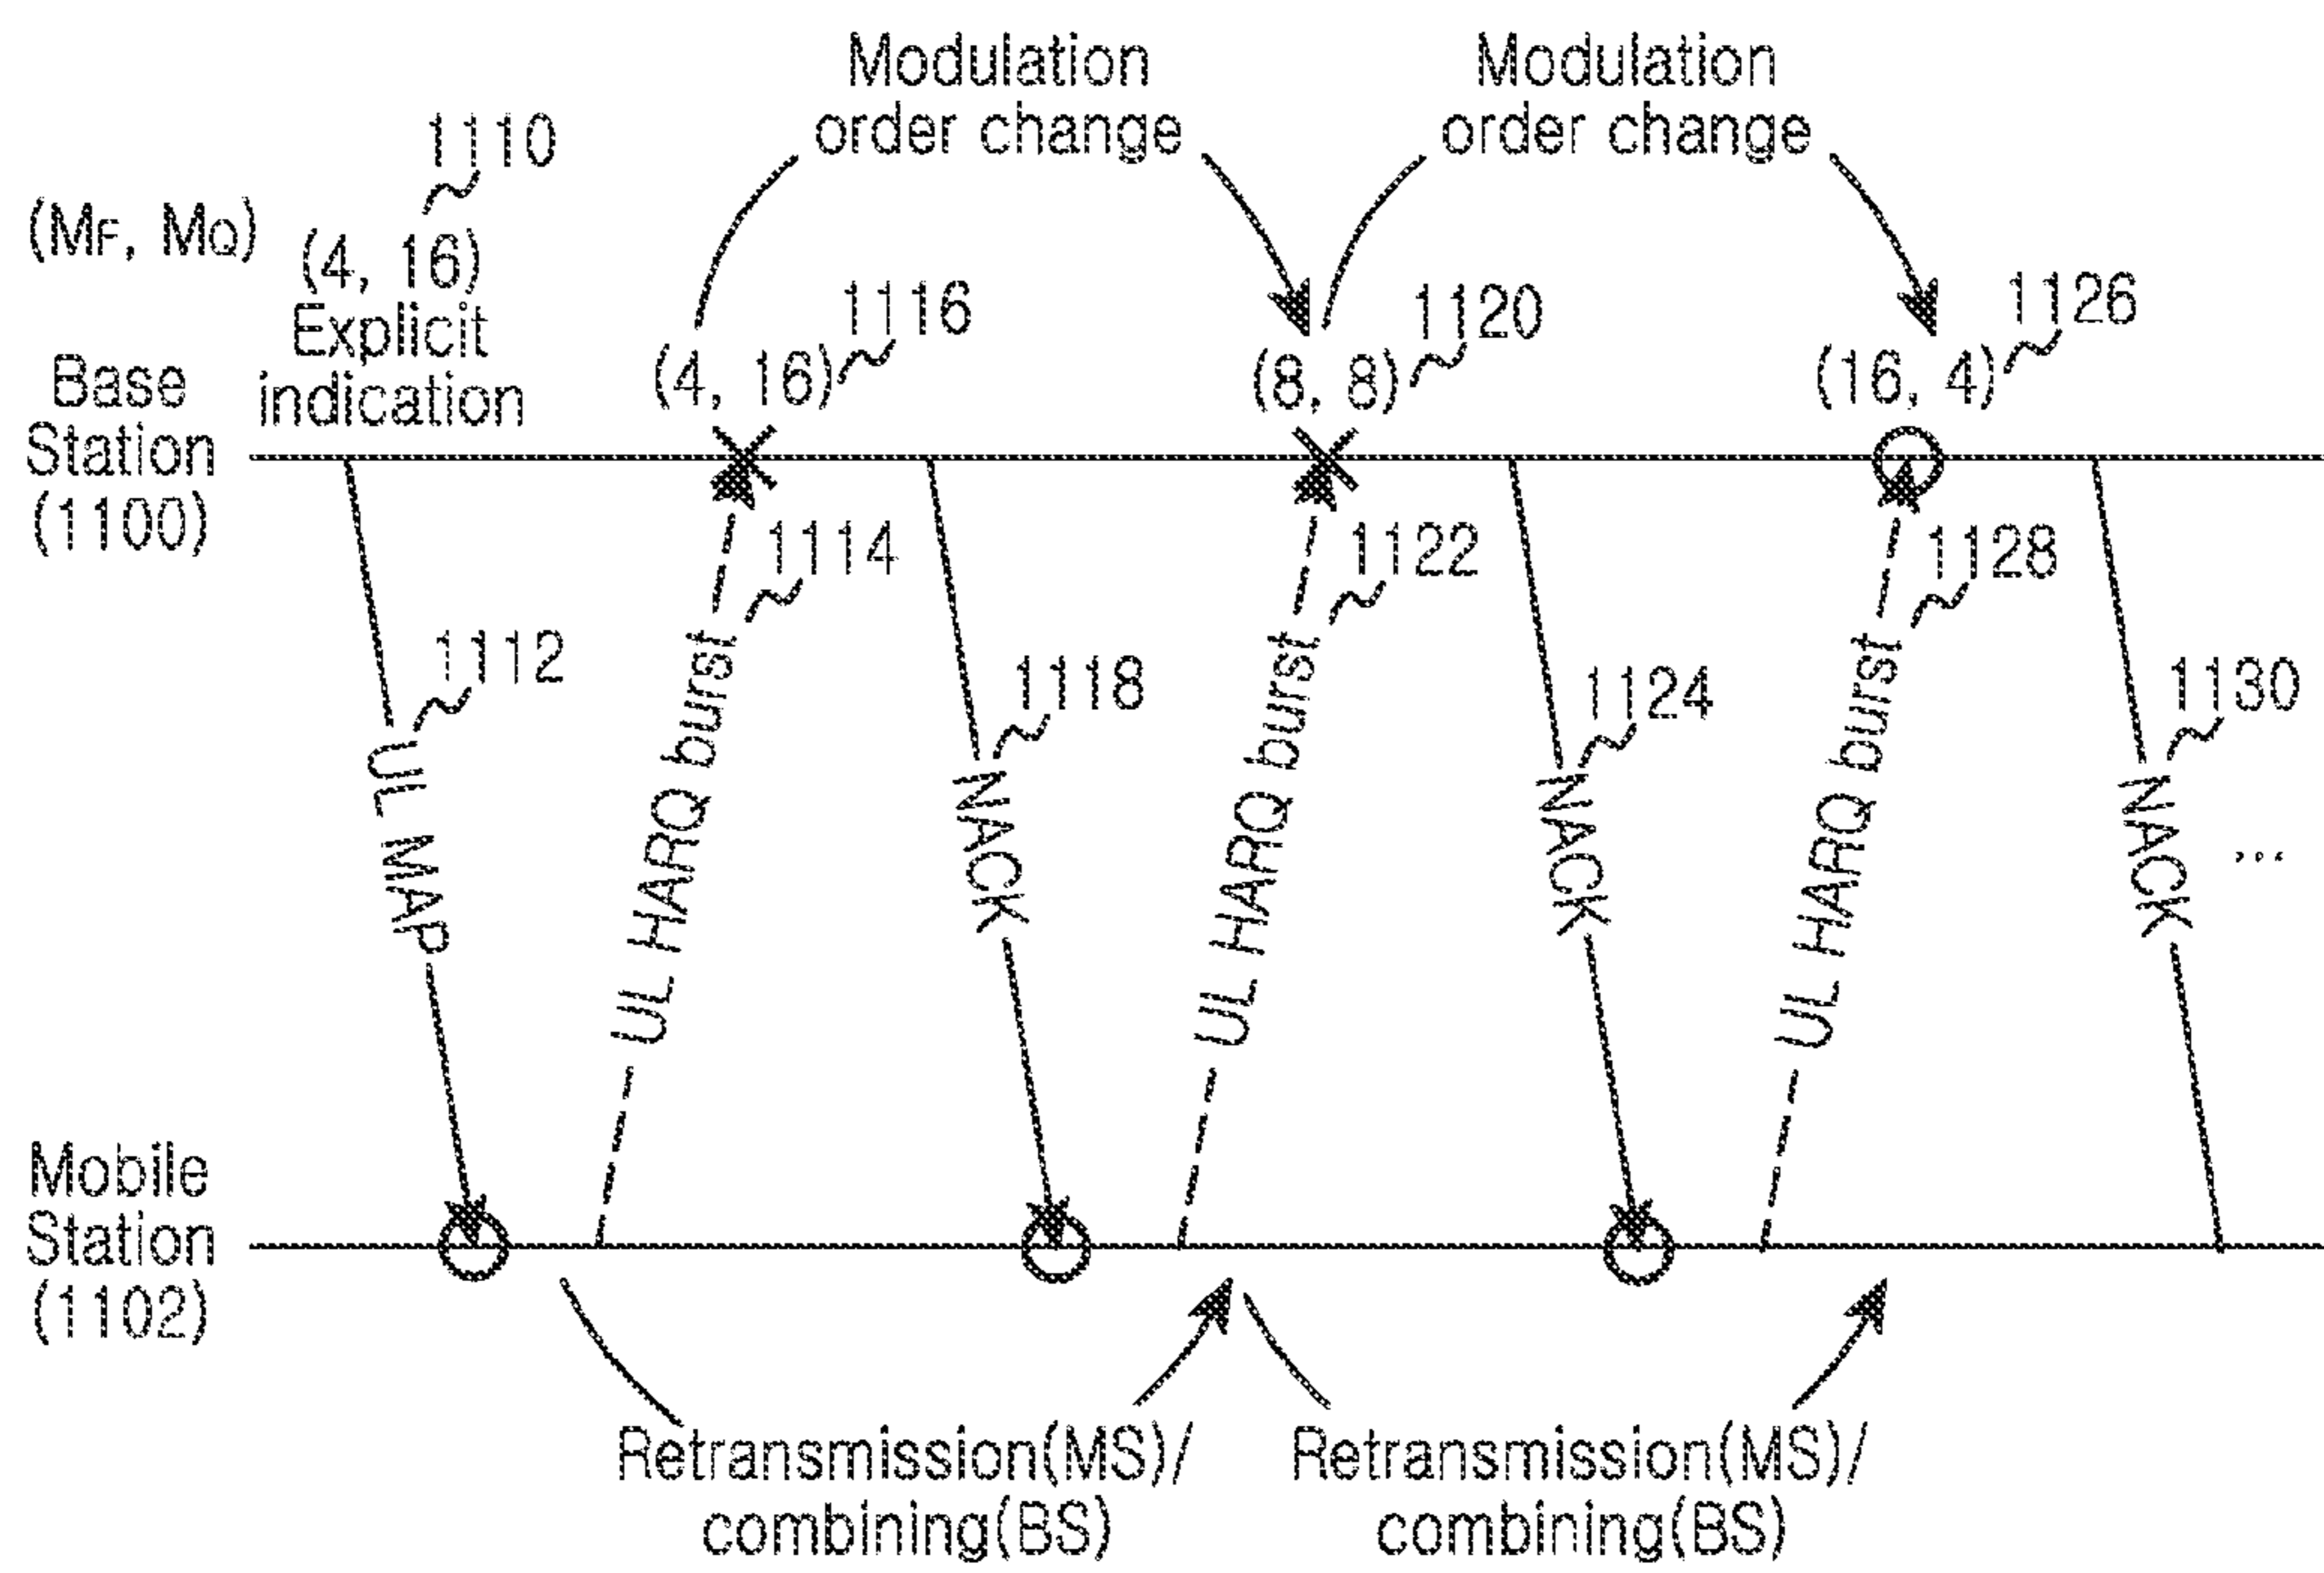 Modulation
order change
Modulation
order change
1110
(MF, MQ)
(4, 16)
Explicit
indication
1116
1120
1126
(4, 16)
(8, 8)
(16, 4)
Base
Station
(1100)
1114
1122
1128
1112
1118
1124
1130
UL MAP
UL HARQ burst
NACK
UL HARQ burst
NACK
UL HARQ burst
NACK
...
Mobile
Station
(1102)
Retransmission(MS)/
combining(BS)
Retransmission(MS)/
combining(BS)